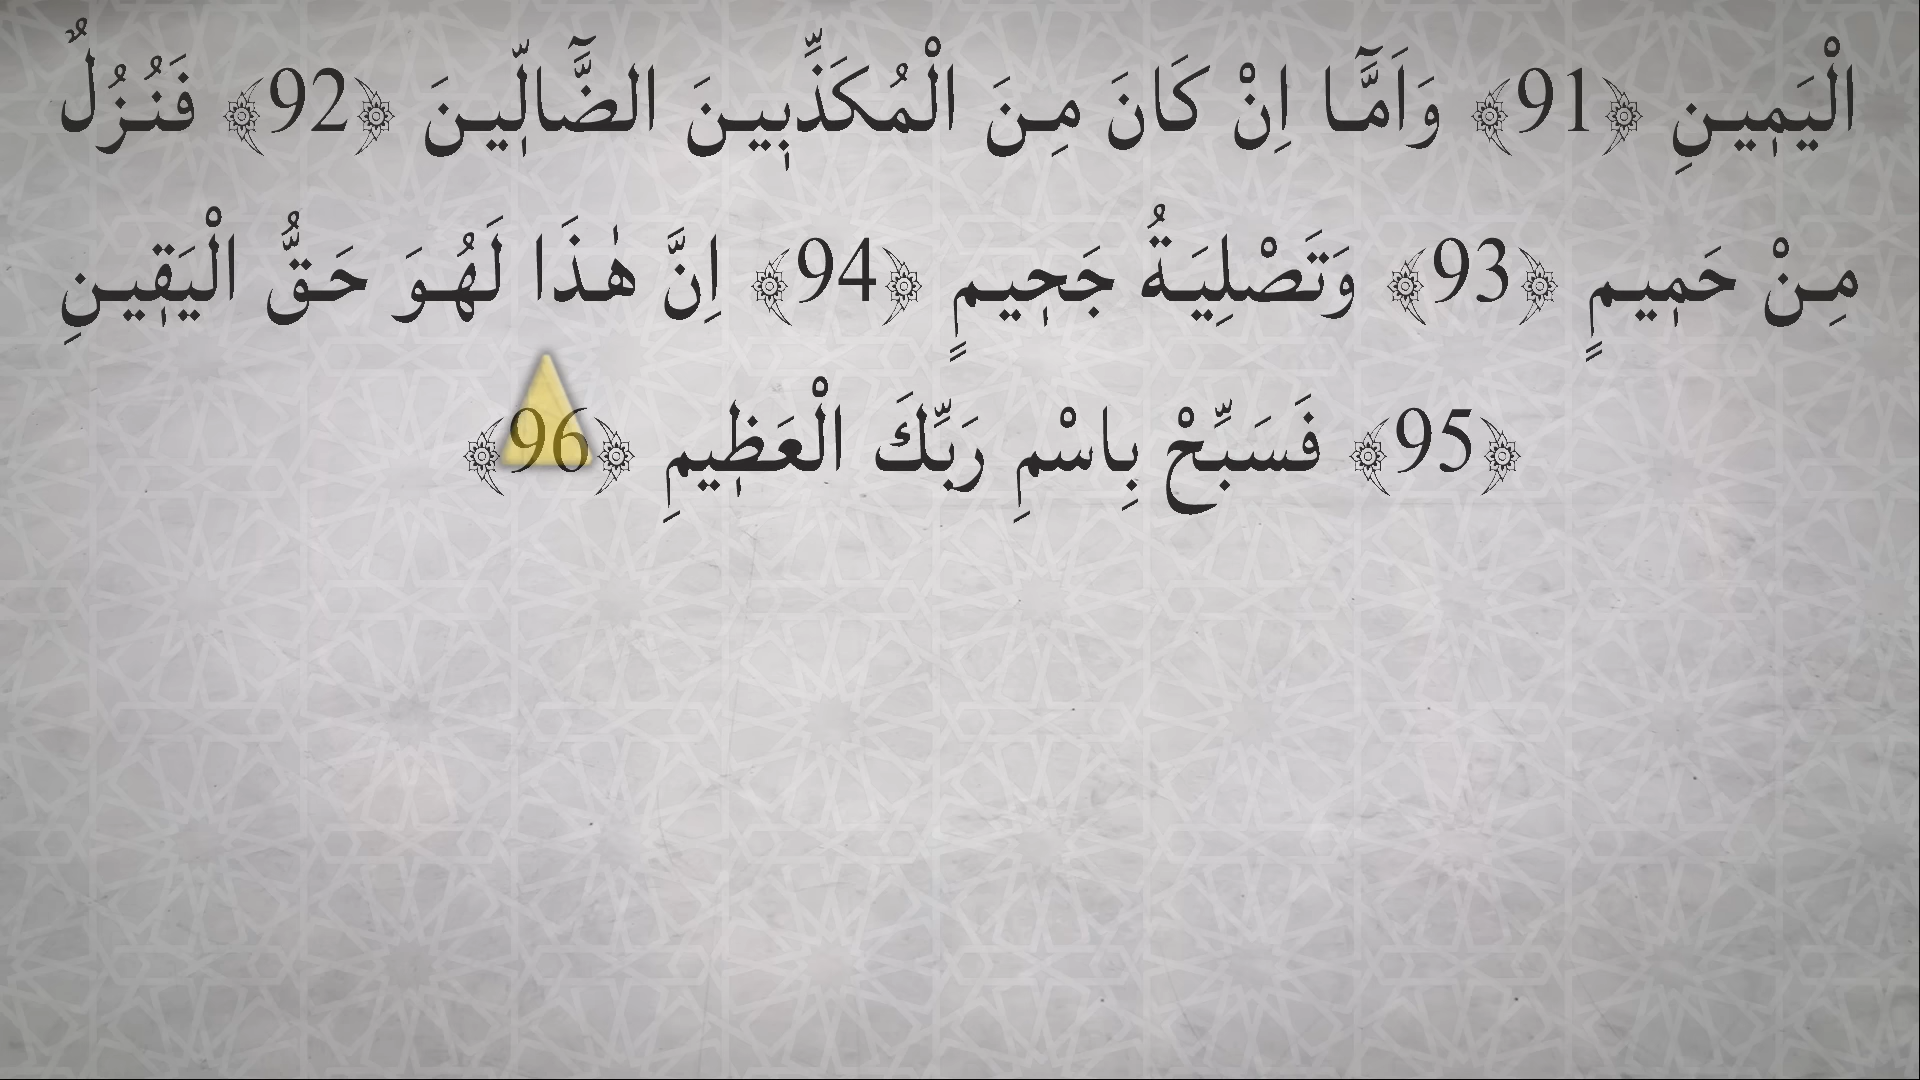 الْيَمٖينِ ﴿91﴾ وَاَمَّٓا اِنْ كَانَ مِنَ الْمُكَذِّبٖينَ الضَّٓالّٖينَ ﴿92﴾ فَنُزُلٌ
مِنْ حَمٖيمٍ ﴿93﴾ وَتَصْلِيَةُ جَحٖيمٍ ﴿94﴾ اِنَّ هٰذَا لَهُوَ حَقُّ الْيَقٖينِ
﴿95﴾ فَسَبِّحْ بِاسْمِ رَبِّكَ الْعَظٖيمِ ﴿96﴾